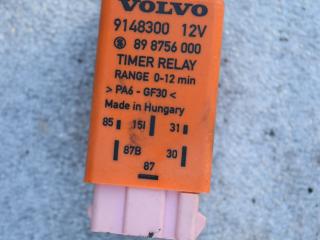 VOLVO
9148300 12V
Ⓢ 89 8756 000
TIMER RELAY
RANGE 0-12 min
> PA6 - GF30 <
Made in Hungary
85 15I 31
87B 30
87